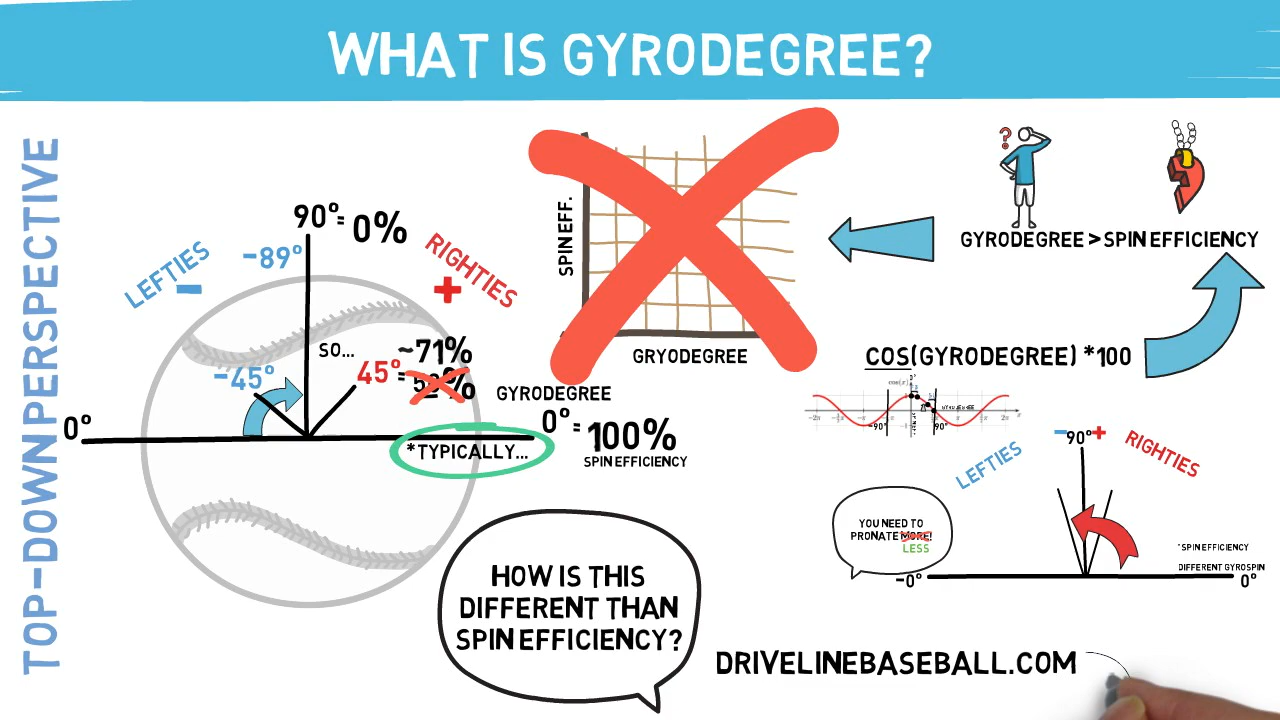 WHAT IS GYRODEGREE?
TOP-DOWN PERSPECTIVE
LEFTIES
-
-89°
90°= 0%
RIGHTIES
+
SO...
~71%
-45°
45°=
GYRODEGREE
0°
0° = 100%
SPIN EFFICIENCY
*TYPICALLY...
HOW IS THIS
DIFFERENT THAN
SPIN EFFICIENCY?
SPIN EFF.
GRYODEGREE
?
GYRODEGREE > SPIN EFFICIENCY
COS(GYRODEGREE) *100
cos(x)
-2π
-π
π
2π
x
-90°
90°
LEFTIES
- 90° +
RIGHTIES
YOU NEED TO
PRONATE MORE!
LESS
*SPIN EFFICIENCY
DIFFERENT GYROSPIN
-0°
0°
DRIVELINEBASEBALL.COM